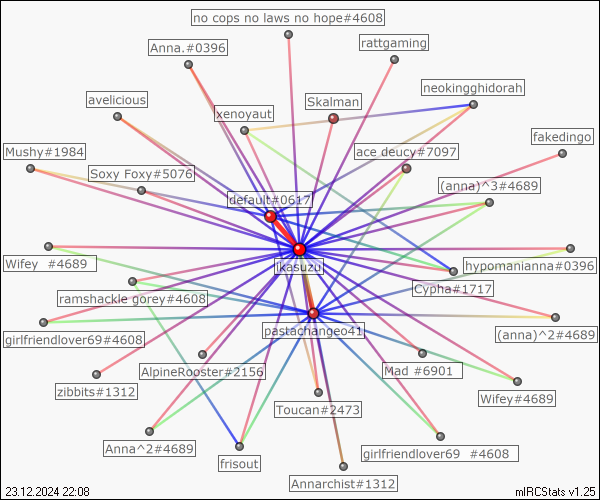 no cops no laws no hope#4608
Anna.#0396
rattgaming
neokingghidorah
avelicious
Skalman
xenoyaut
fakedingo
Mushy#1984
ace deucy#7097
Soxy Foxy#5076
(anna)^3#4689
default#0617
Wifey #4689
ikasuzu
hypomanianna#0396
Cypha#1717
ramshackle gorey#4608
pastachangeo41
(anna)^2#4689
girlfriendlover69#4608
AlpineRooster#2156
Mad #6901
zibbits#1312
Wifey#4689
Toucan#2473
Anna^2#4689
girlfriendlover69 #4608
frisout
Annarchist#1312
23.12.2024 22:08
mIRCStats v1.25